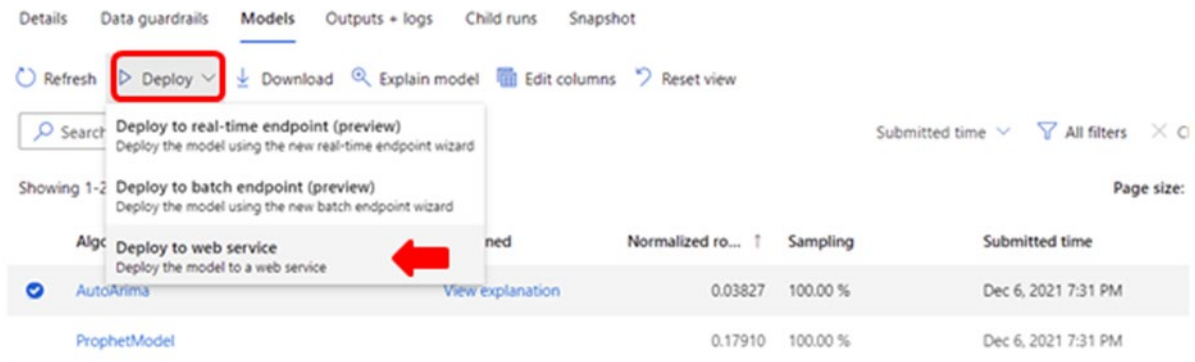 Details Data guardrails Models Outputs + logs Child runs Snapshot
Refresh Deploy Download Explain model Edit columns Reset view
Search
Deploy to real-time endpoint (preview)
Deploy the model using the new real-time endpoint wizard
Submitted time All filters
Showing 1-2
Deploy to batch endpoint (preview)
Deploy the model using the new batch endpoint wizard
Page size:
Deploy to web service
Deploy the model to a web service
Normalized ro... ↑ Sampling Submitted time
AutoArima View explanation 0.03827 100.00 % Dec 6, 2021 7:31 PM
ProphetModel 0.17910 100.00 % Dec 6, 2021 7:31 PM